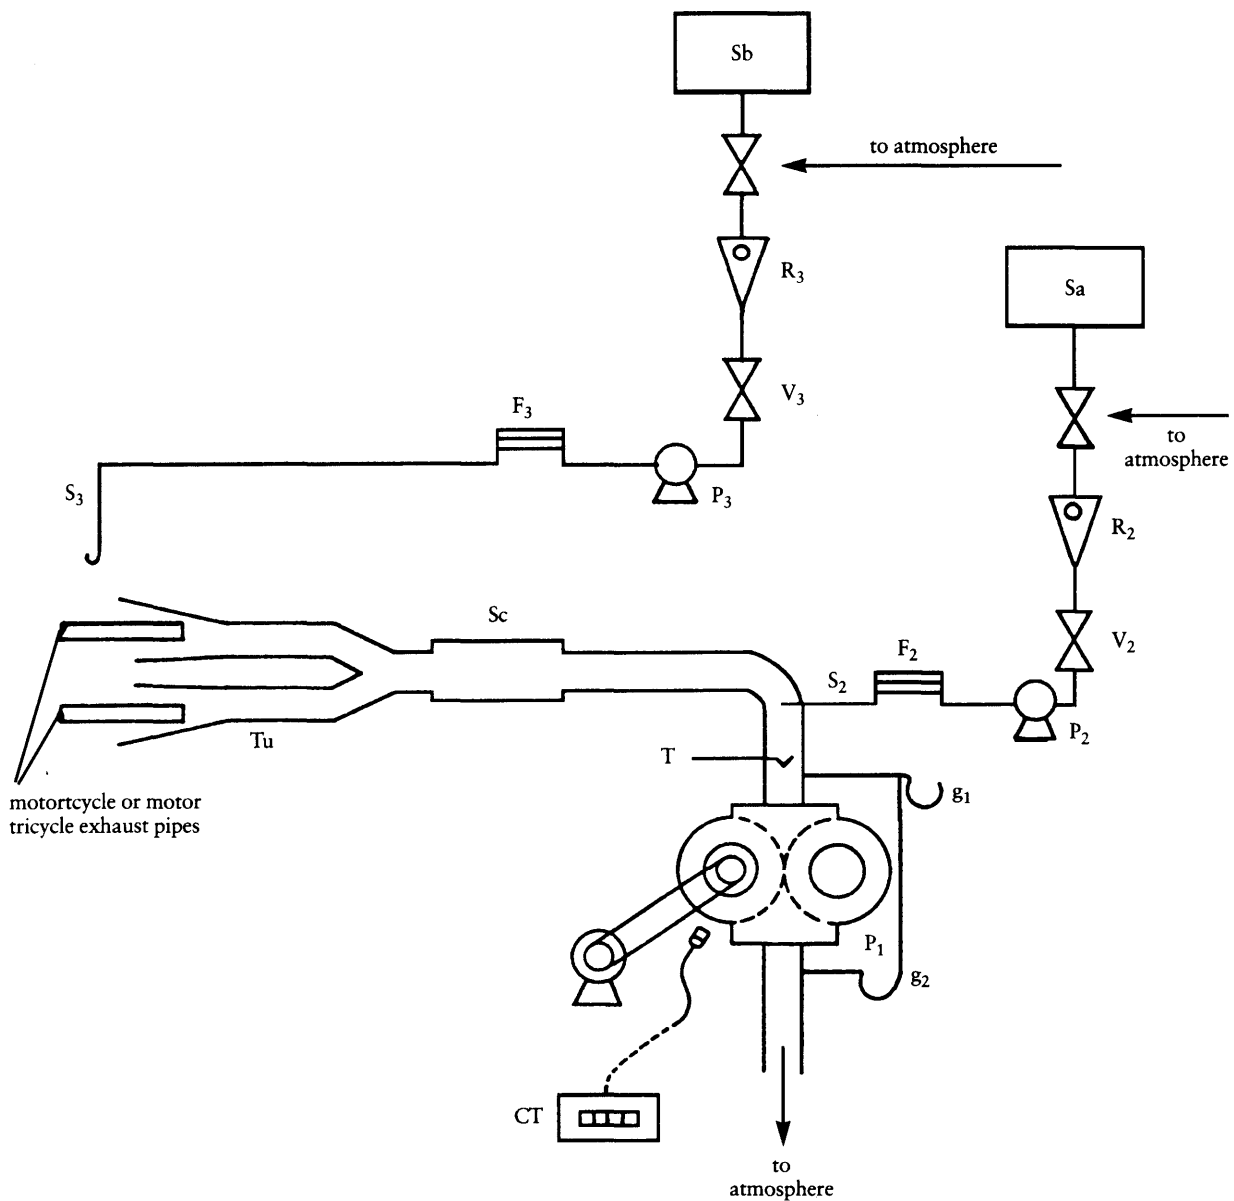 Sb
to atmosphere
R3
Sa
V3
F3
to
atmosphere
S3
P3
R2
Sc
V2
F2
S2
Tu
P2
T
g1
motortcycle or motor
tricycle exhaust pipes
P1
g2
CT
to
atmosphere